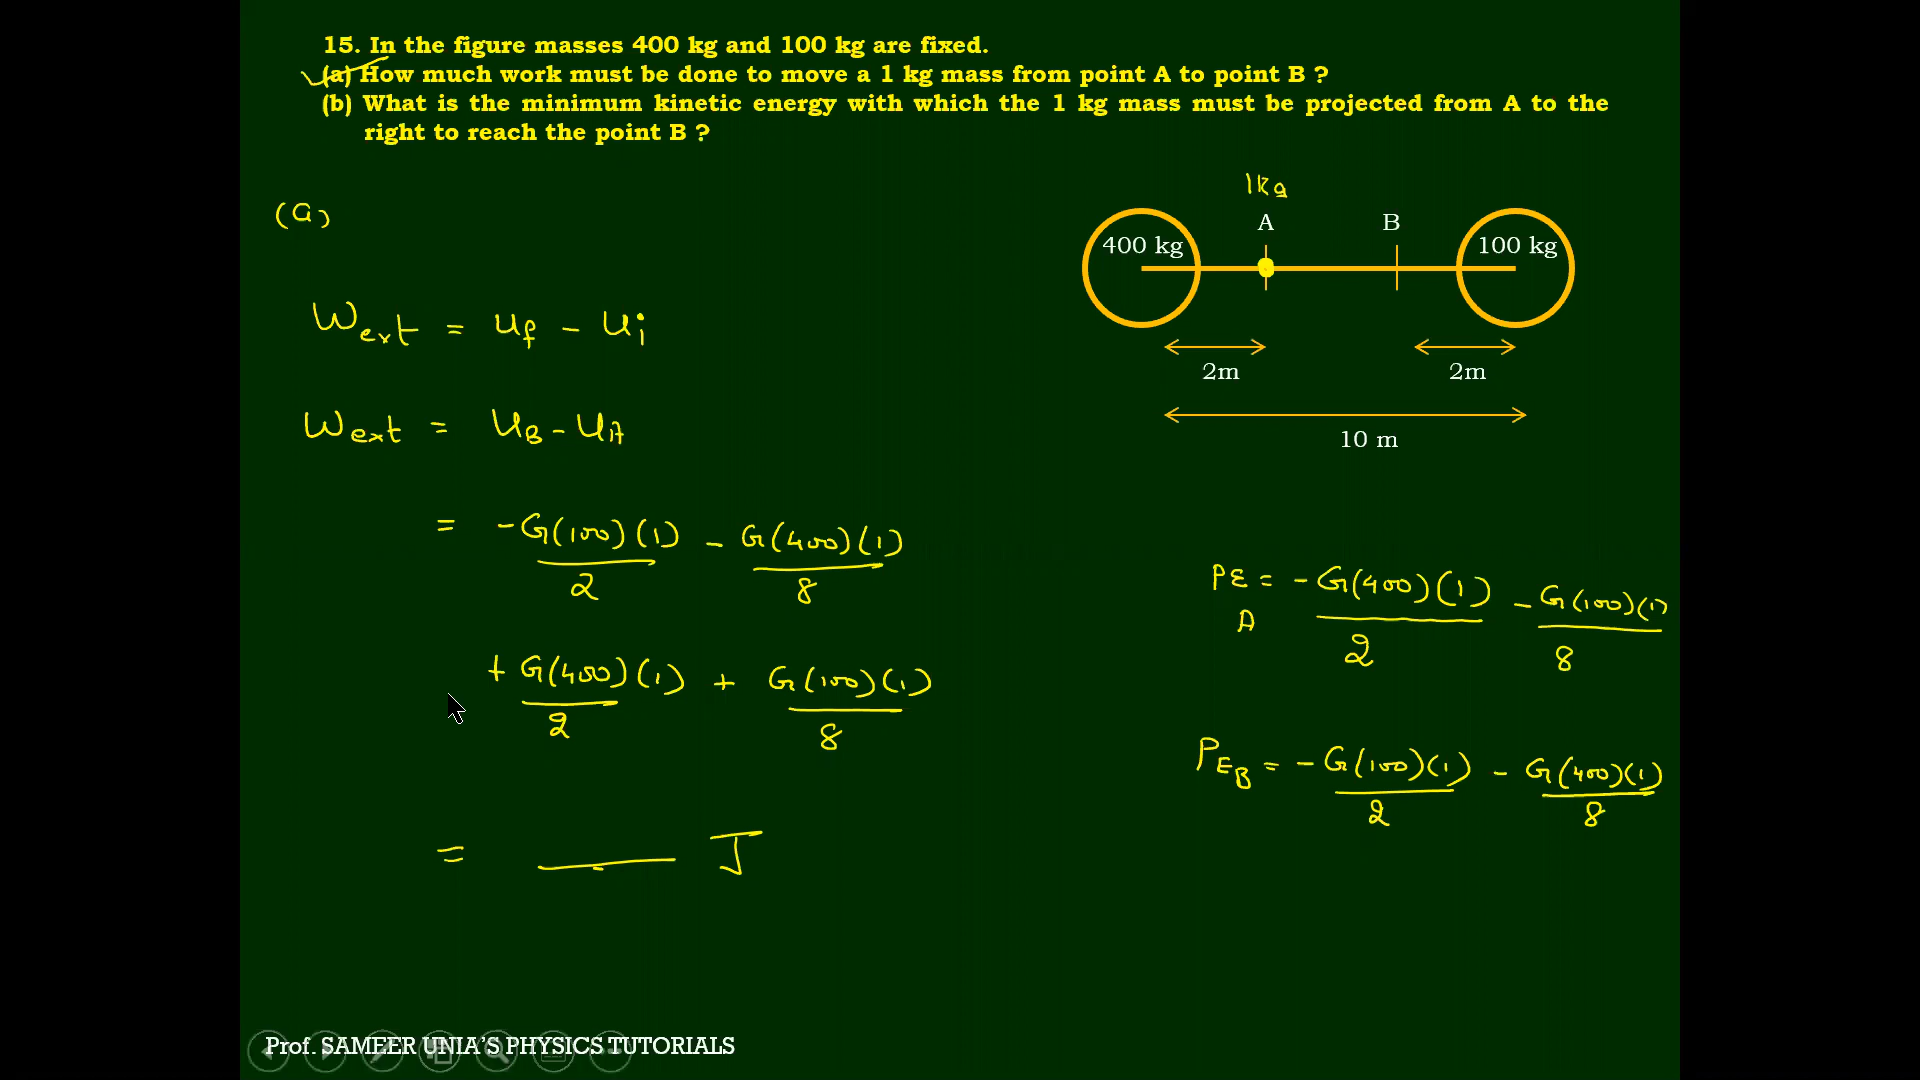 15. In the figure masses 400 kg and 100 kg are fixed.
(a) How much work must be done to move a 1 kg mass from point A to point B ?
(b) What is the minimum kinetic energy with which the 1 kg mass must be projected from A to the
right to reach the point B ?
1kg
A B
400 kg 100 kg
2m 2m
10 m
(a)
Wext = Uf - Ui
Wext = UB - UA
= -G(100)(1)/2 - G(400)(1)/8
+ G(400)(1)/2 + G(100)(1)/8
= ___ J
PE A = -G(400)(1)/2 - G(100)(1)/8
PEB = -G(100)(1)/2 - G(400)(1)/8
Prof. SAMEER UNIA'S PHYSICS TUTORIALS